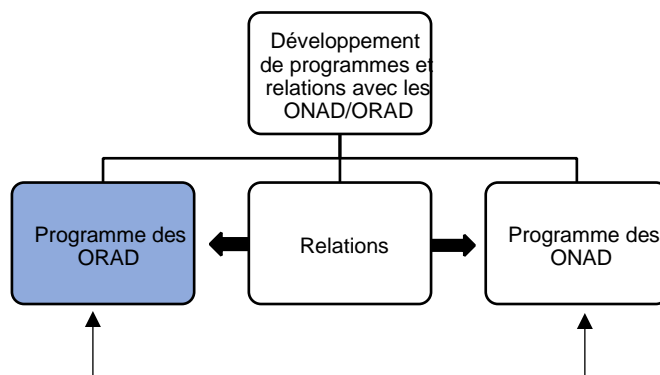 Développement
de programmes et
relations avec les
ONAD/ORAD
Programme des
ORAD
Relations
Programme des
ONAD